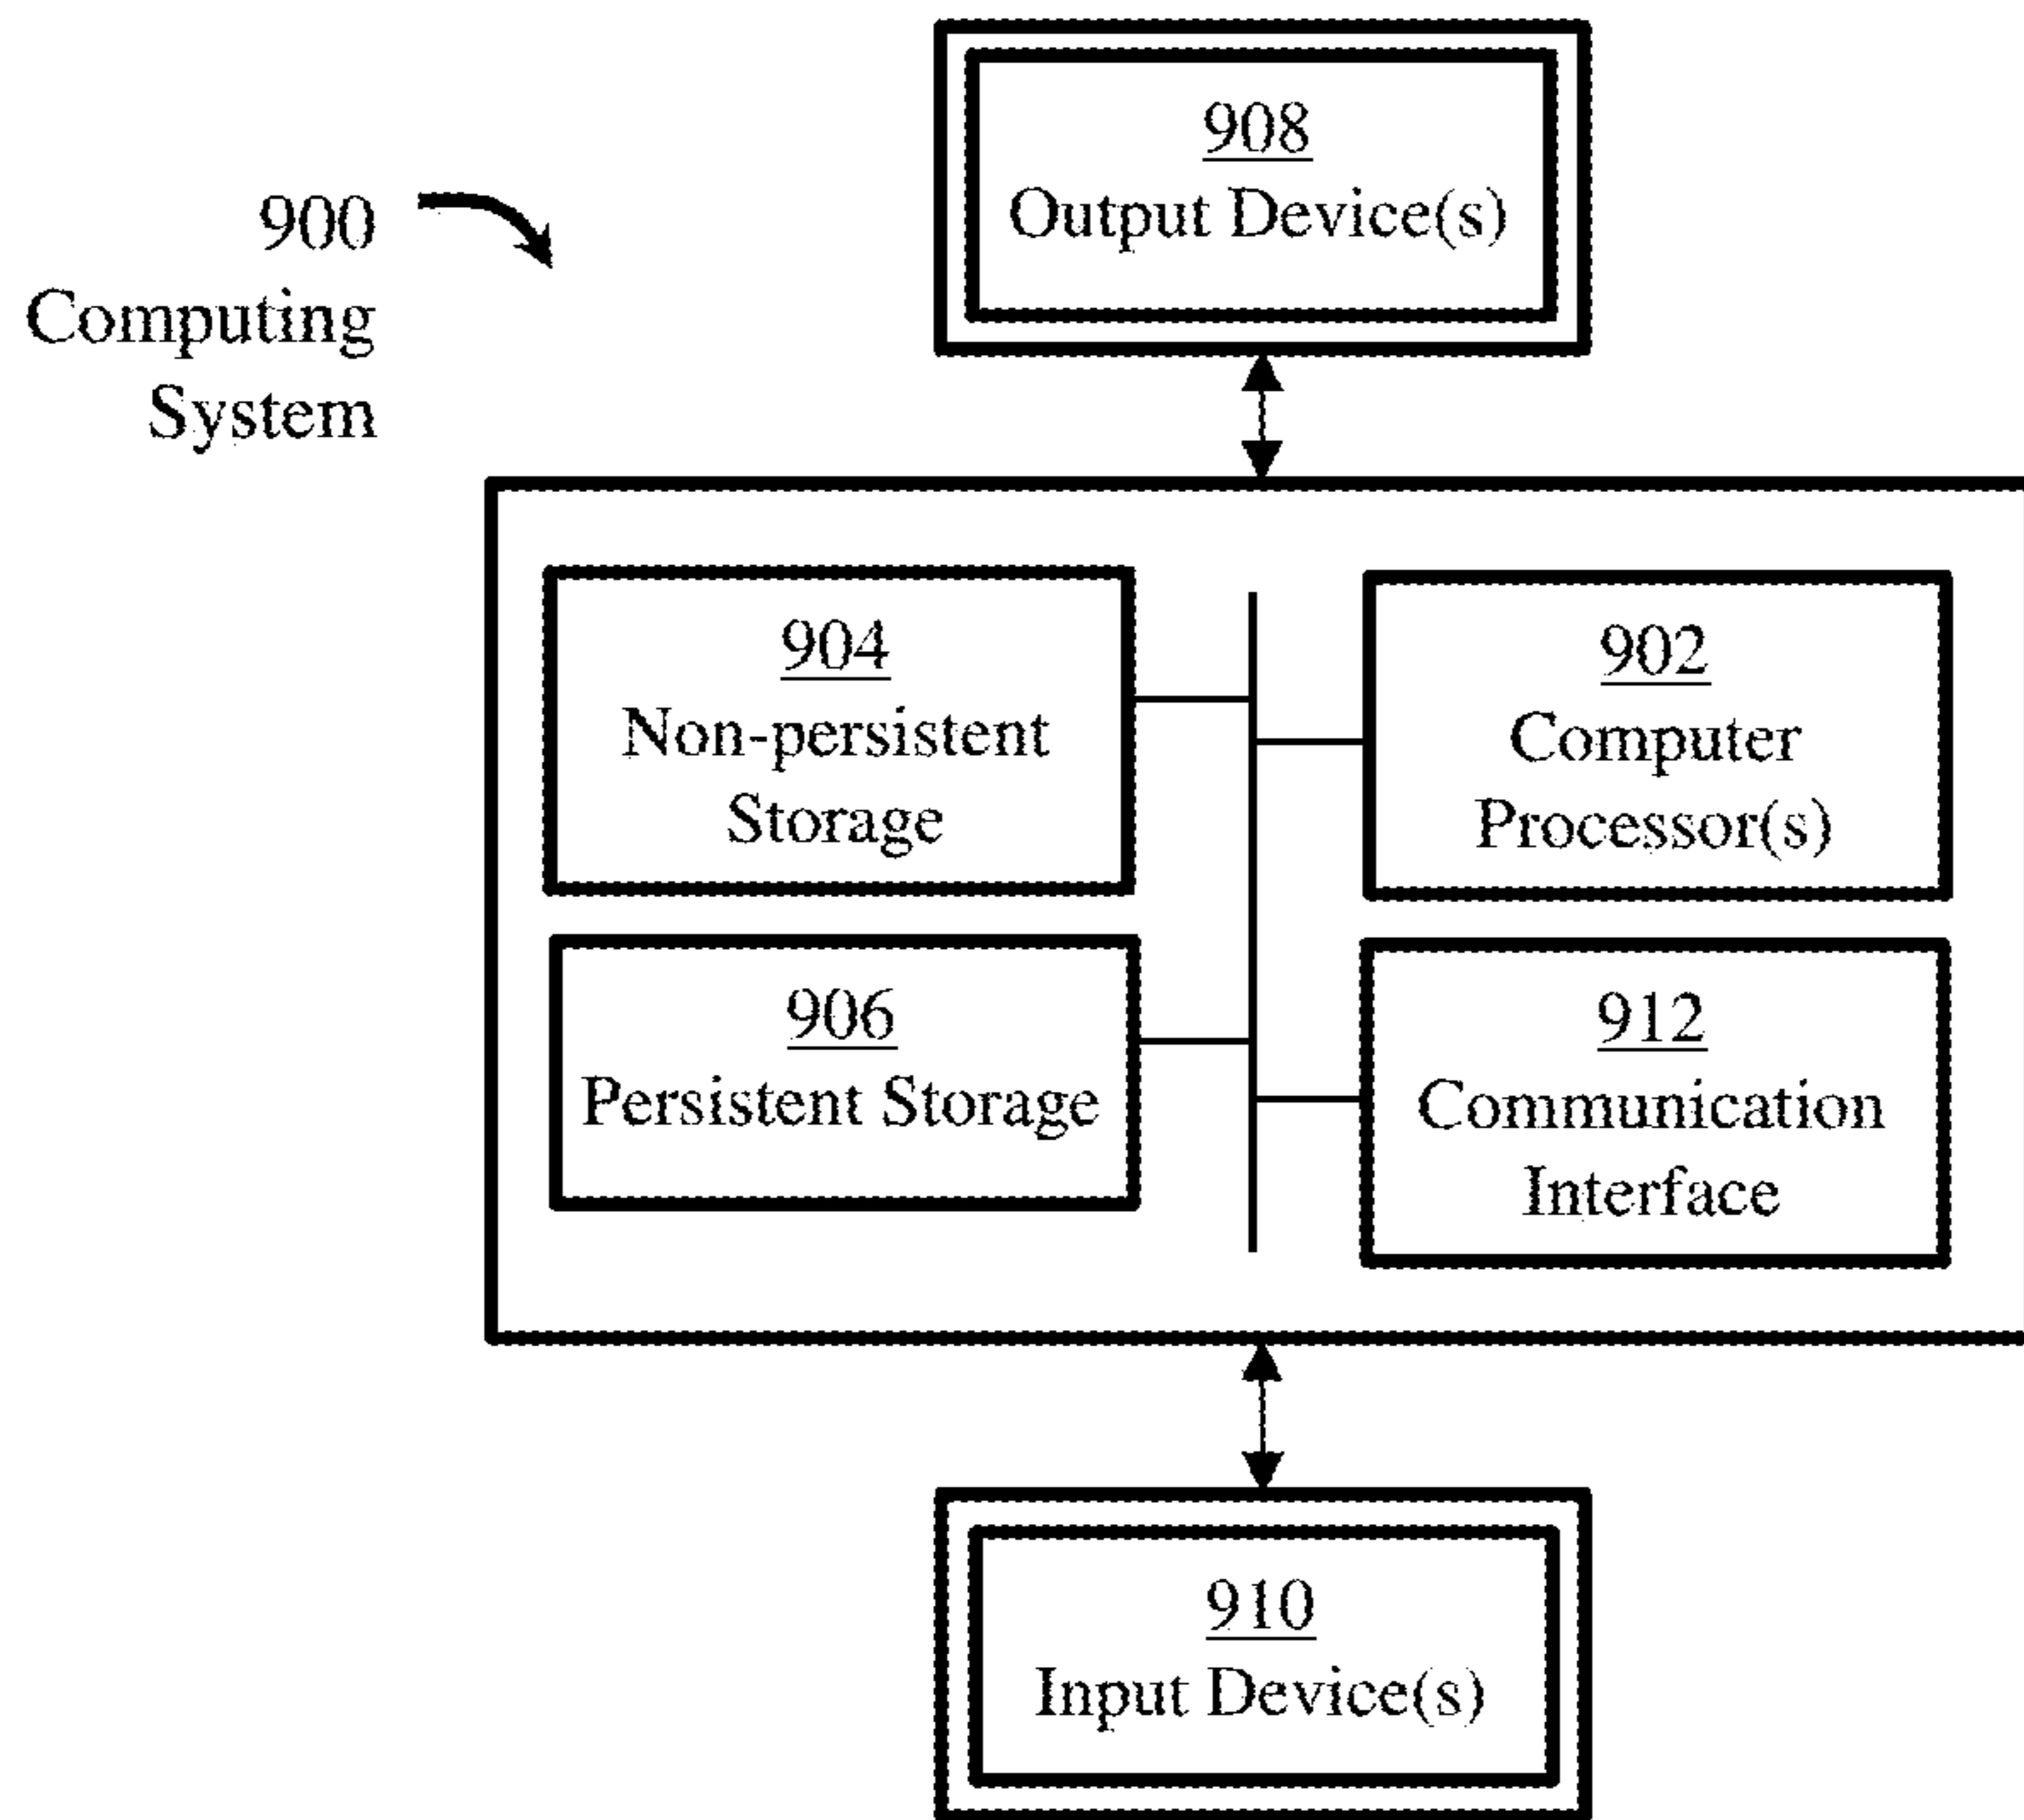 908
Output Device(s)
900
Computing
System
904
Non-persistent
Storage
902
Computer
Processor(s)
906
Persistent Storage
912
Communication
Interface
910
Input Device(s)